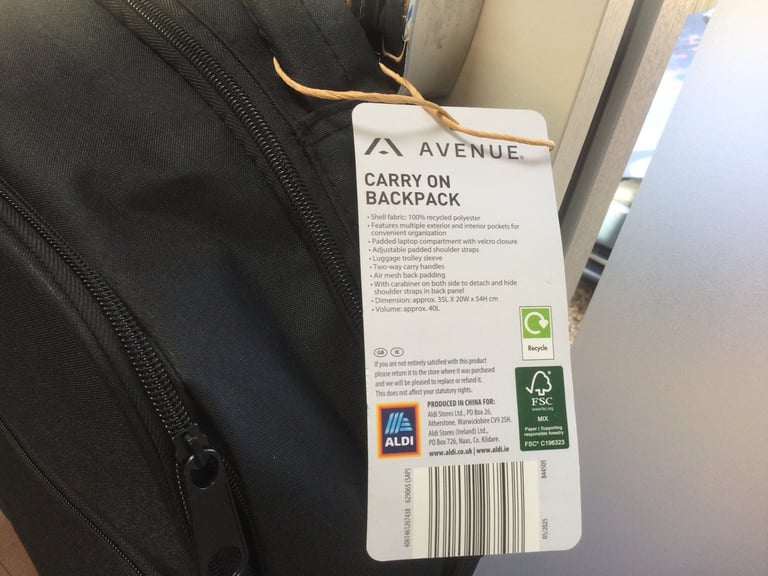 AVENUE®
CARRY ON
BACKPACK
• Shell fabric: 100% recycled polyester
• Features multiple exterior and interior pockets for
convenient organization
• Padded laptop compartment with velcro closure
• Adjustable padded shoulder straps
• Luggage trolley sleeve
• Two-way carry handles
• Air mesh back padding
• With carabiner on both side to detach and hide
shoulder straps in back panel
• Dimension: approx. 35L X 20W x 54H cm
• Volume: approx. 40L
Recycle
GB IE
If you are not entirely satisfied with this product
please return it to the store where it was purchased
and we will be pleased to replace or refund it.
This does not affect your statutory rights.
FSC
www.fsc.org
MIX
Paper | Supporting
responsible forestry
FSC® C196323
ALDI
PRODUCED IN CHINA FOR:
Aldi Stores Ltd., PO Box 26,
Atherstone, Warwickshire CV9 2SH.
Aldi Stores (Ireland) Ltd.,
PO Box 726, Naas, Co. Kildare.
www.aldi.co.uk | www.aldi.ie
4061461267438 629065 (SAP)
05/2025 844505